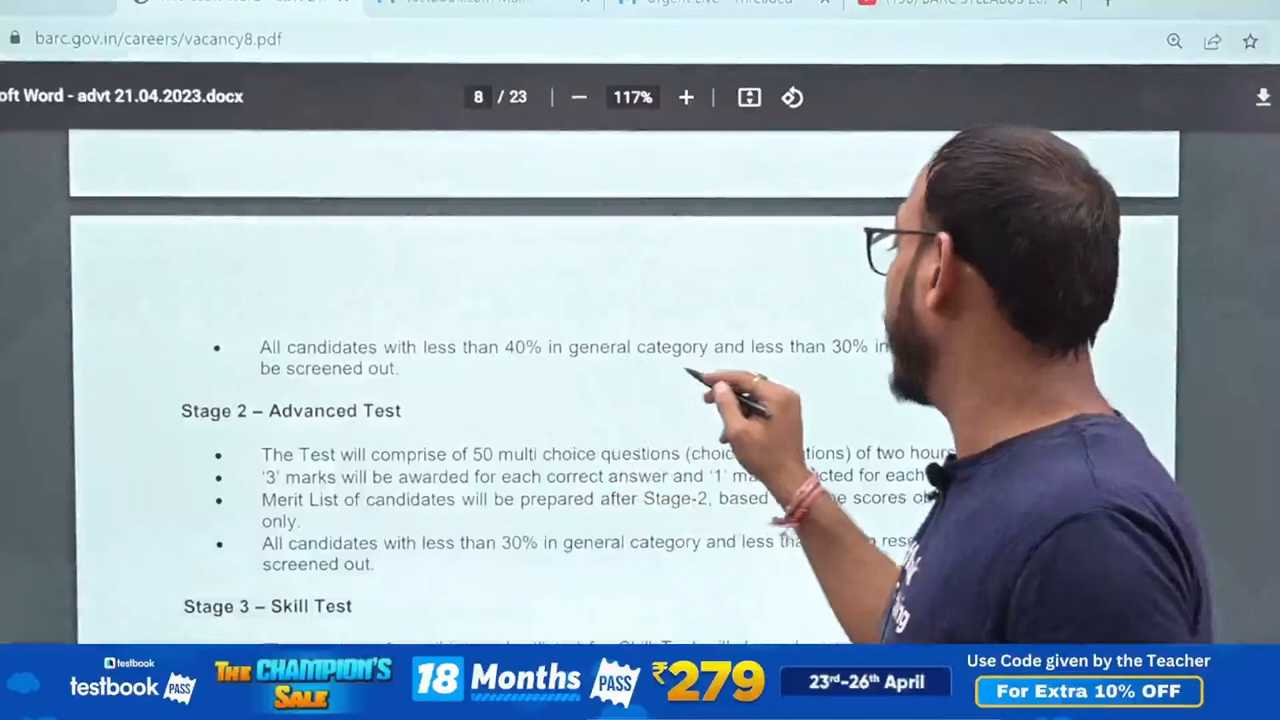 barc.gov.in/careers/vacancy8.pdf
oft Word - advt 21.04.2023.docx
8 / 23
117%
All candidates with less than 40% in general category and less than 30% in
be screened out.
Stage 2 – Advanced Test
The Test will comprise of 50 multi choice questions (choic tions) of two hours
'3' marks will be awarded for each correct answer and '1' ma cted for each
Merit List of candidates will be prepared after Stage-2, based e scores
only.
All candidates with less than 30% in general category and less tha rese
screened out.
Stage 3 – Skill Test
testbook
testbook PASS
THE CHAMPION'S
SALE
18 Months PASS ₹279
23rd-26th April
Use Code given by the Teacher
For Extra 10% OFF